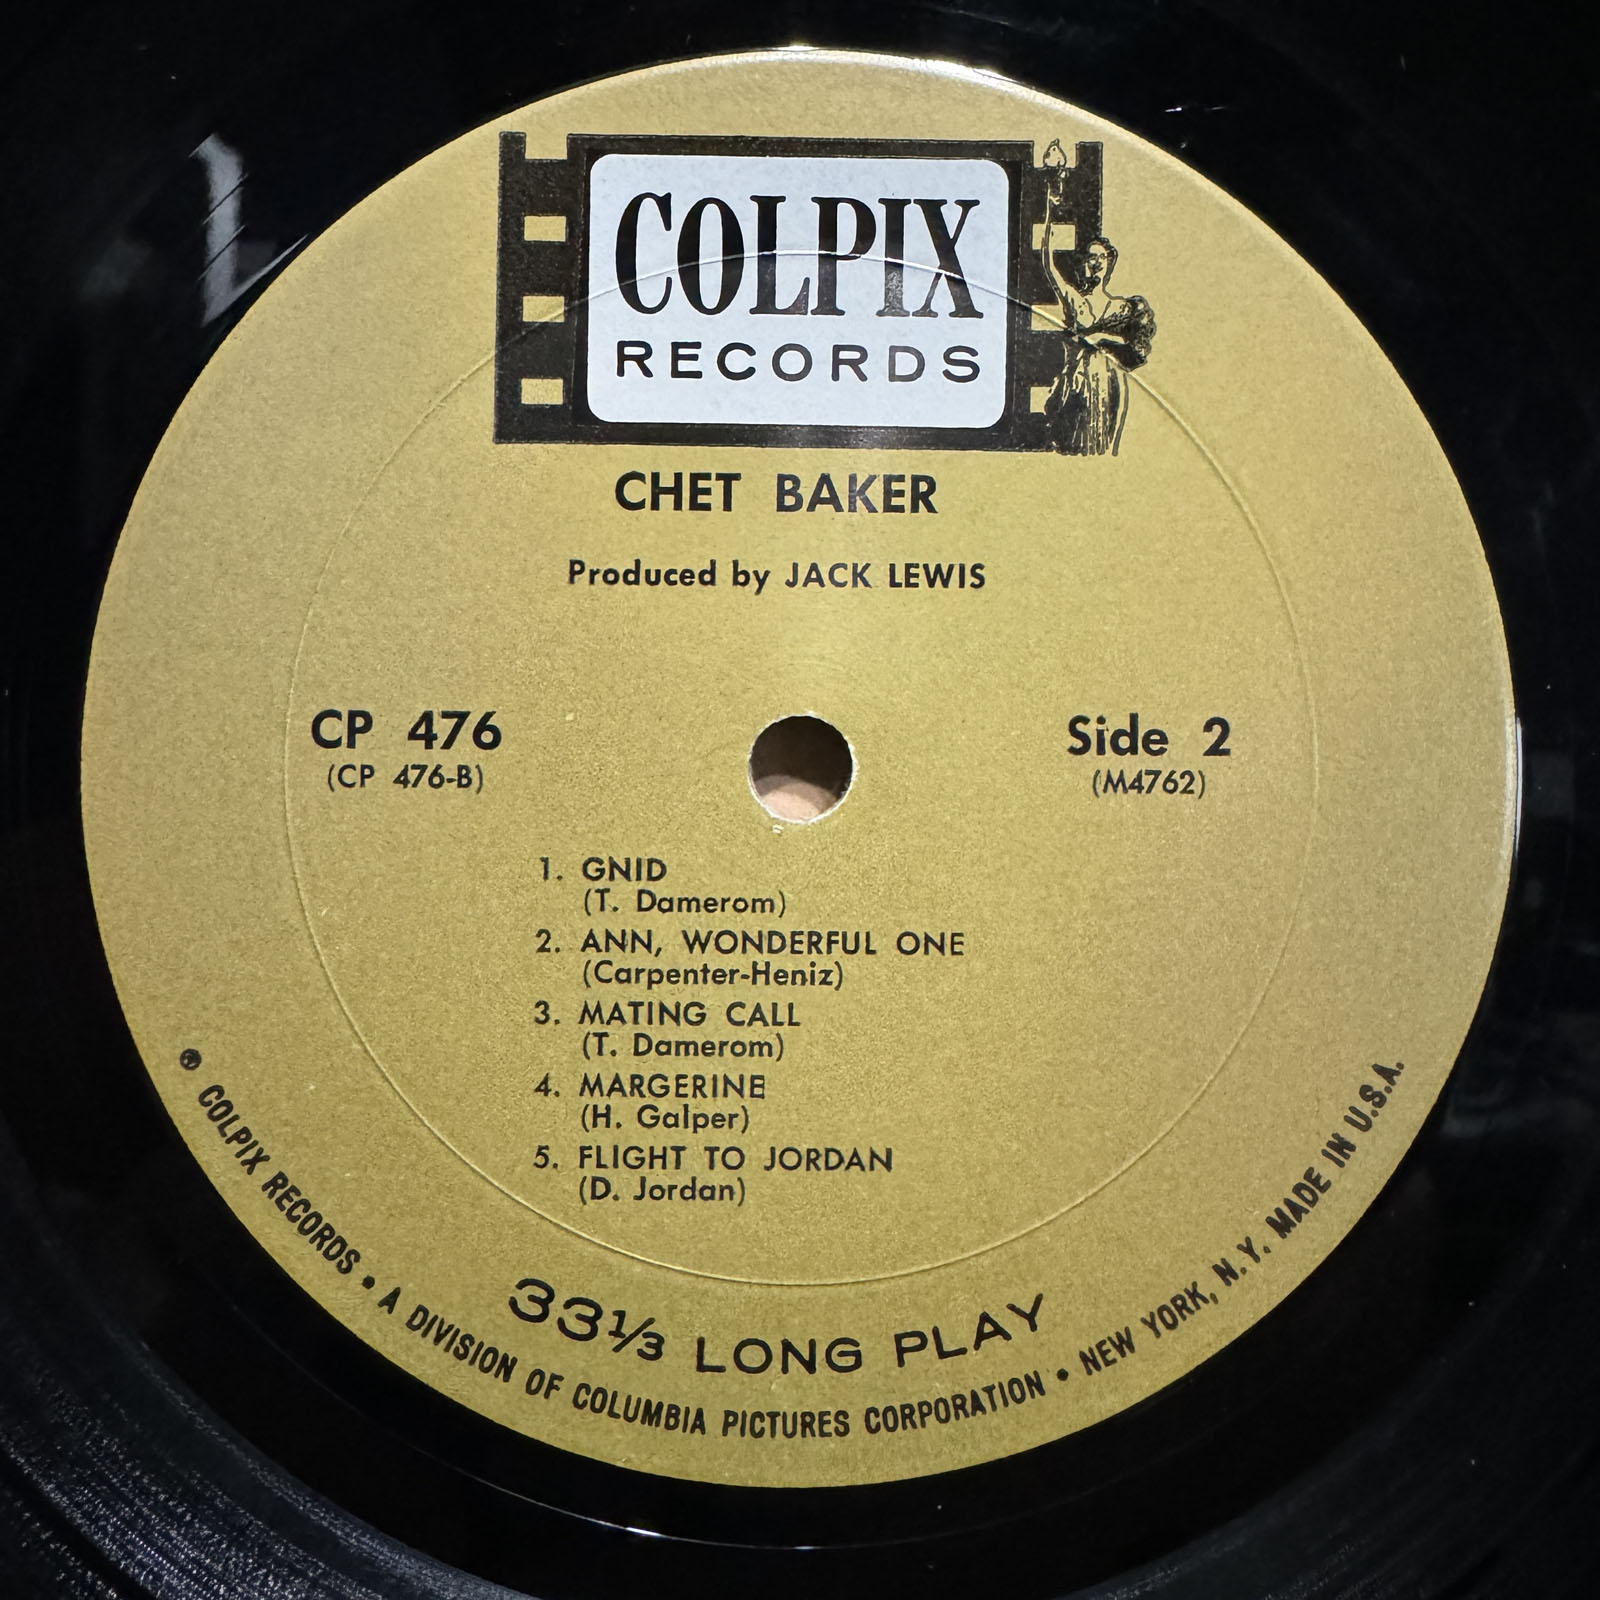 COLPIX
RECORDS
CHET BAKER
Produced by JACK LEWIS
CP 476
(CP 476-B)
Side 2
(M4762)
1. GNID
(T. Damerom)
2. ANN, WONDERFUL ONE
(Carpenter-Heniz)
3. MATING CALL
(T. Damerom)
4. MARGERINE
(H. Galper)
5. FLIGHT TO JORDAN
(D. Jordan)
33⅓ LONG PLAY
® COLPIX RECORDS • A DIVISION OF COLUMBIA PICTURES CORPORATION • NEW YORK, N.Y. MADE IN U.S.A.